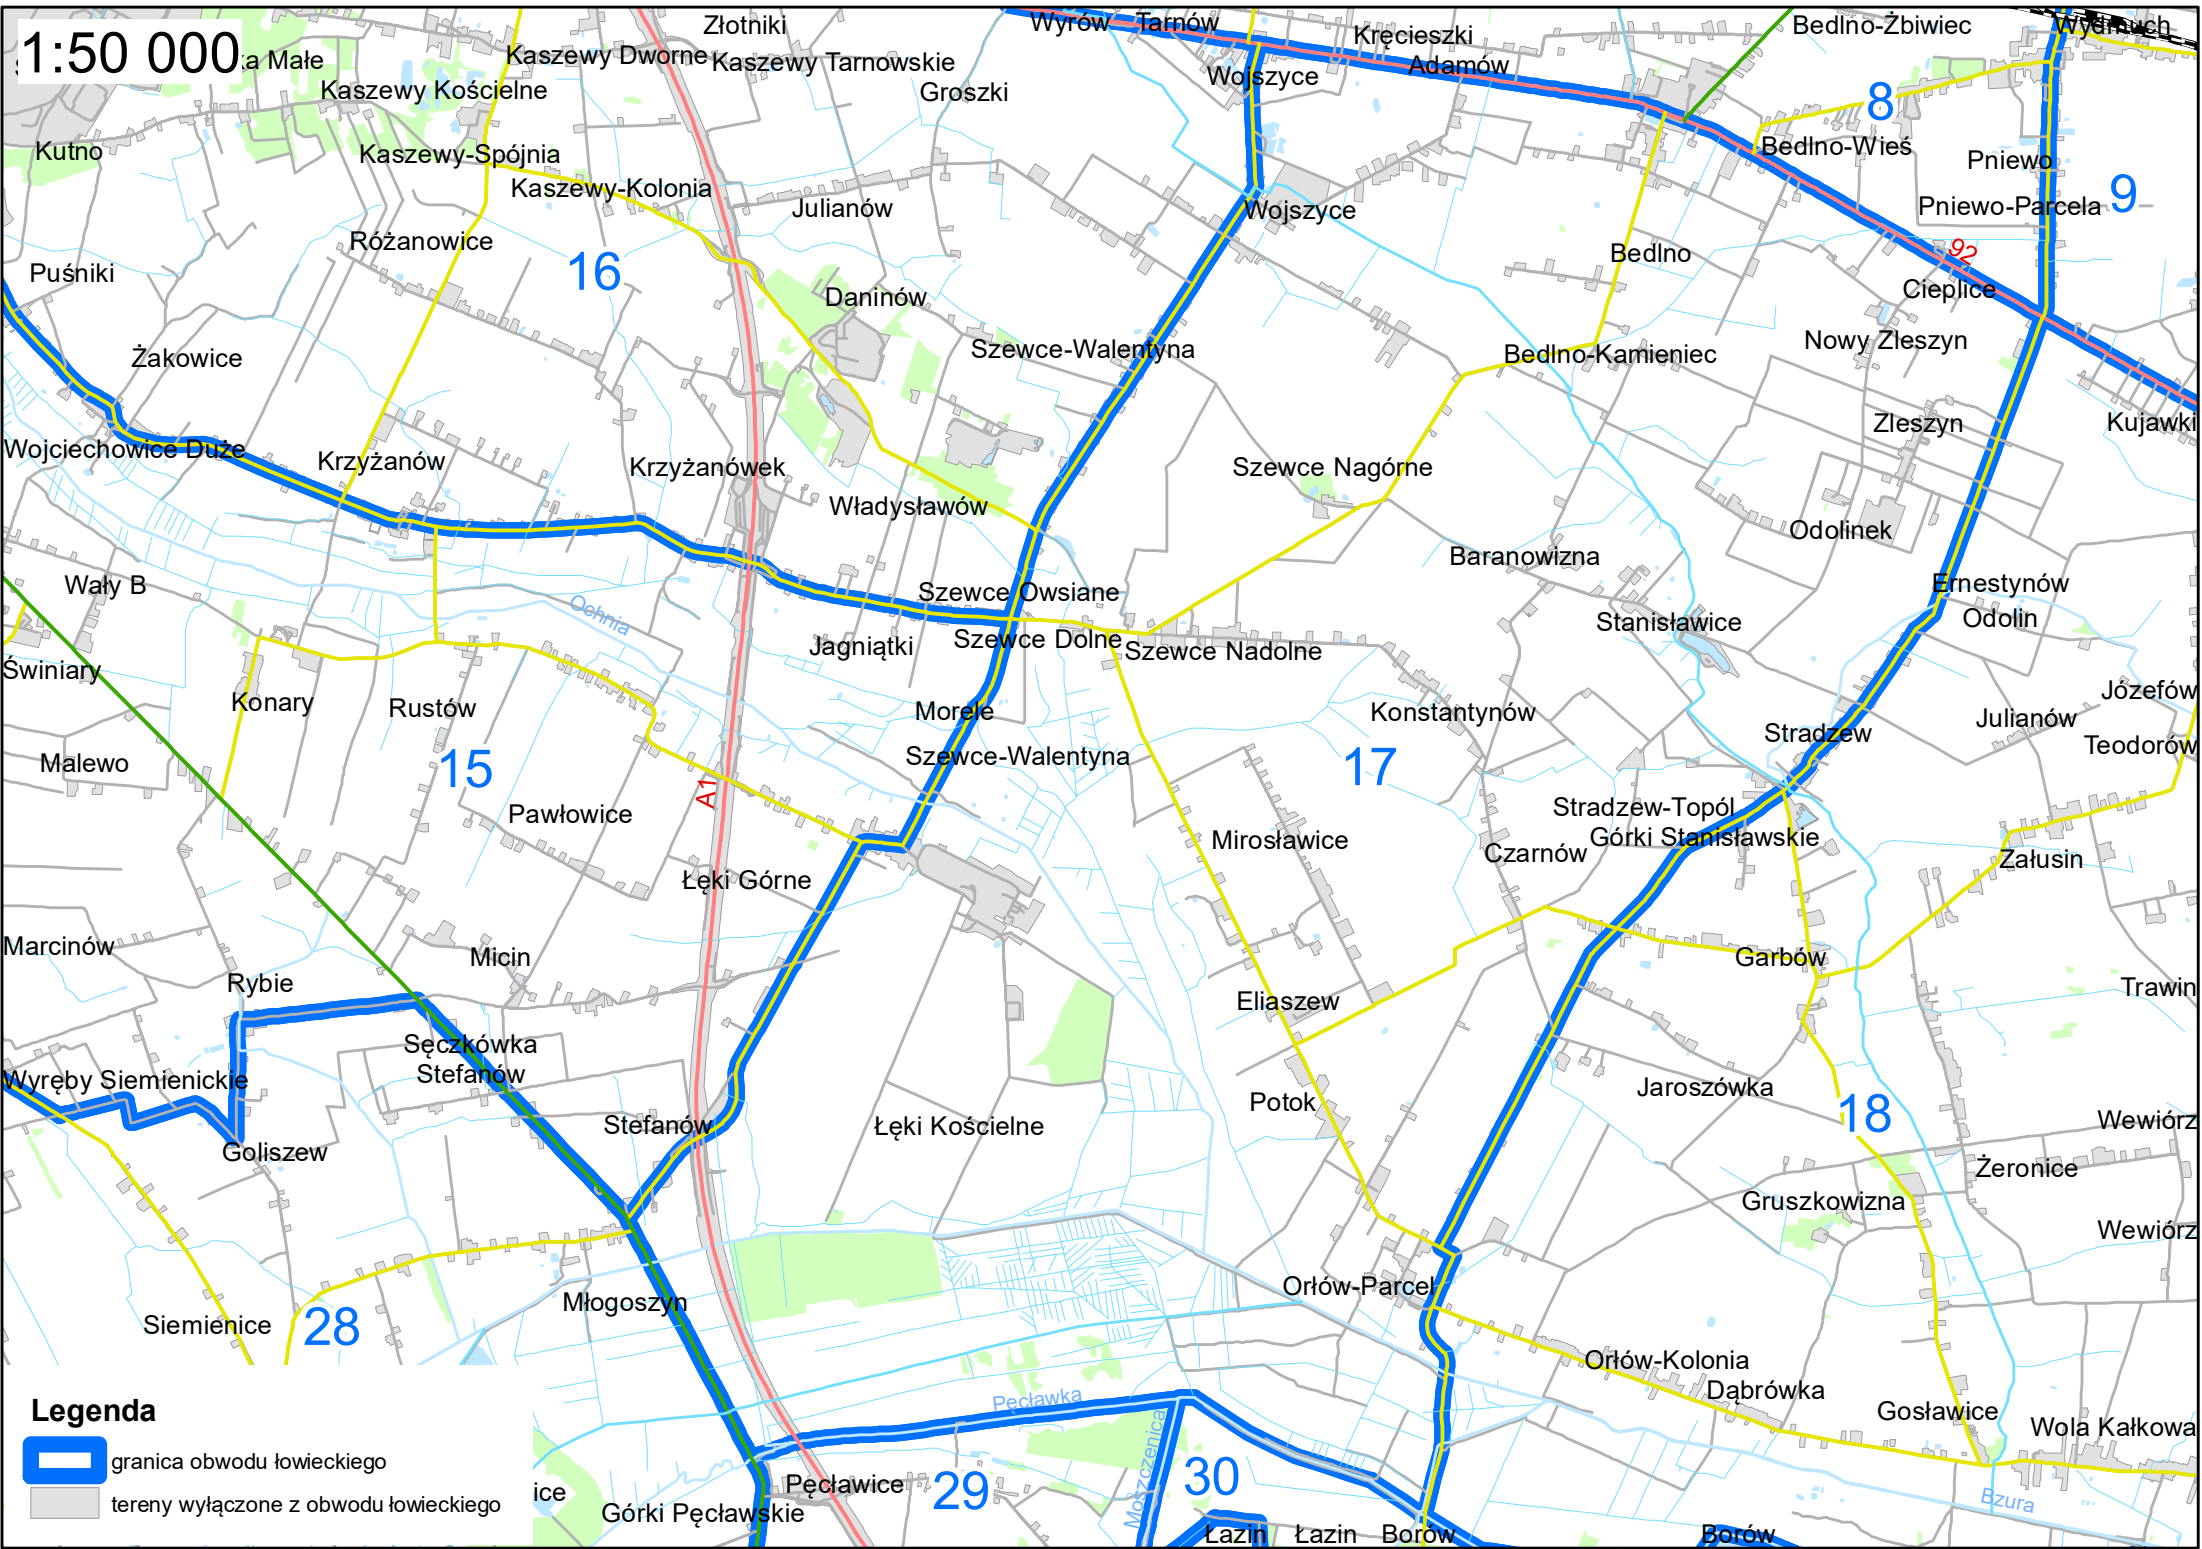 1:50 000
Złotniki
Wyrów
Tarnów
Kręcieszki
Bedlno-Żbiwiec
Wydmuch
ka Małe
Kaszewy Dworne
Kaszewy Tarnowskie
Adamów
Kaszewy Kościelne
Groszki
Wojszyce
8
Kutno
Kaszewy-Spójnia
Bedlno-Wieś
Pniewo
Kaszewy-Kolonia
9
Julianów
Wojszyce
Pniewo-Parcela
Różanowice
92
Bedlno
Puśniki
16
Daninów
Cieplice
Żakowice
Szewce-Walentyna
Bedlno-Kamieniec
Nowy Zleszyn
Zleszyn
Kujawki
Wojciechowice Duże
Krzyżanów
Krzyżanówek
Szewce Nagórne
Władysławów
Odolinek
Baranowizna
Wały B
Ochnia
Szewce Owsiane
Ernestynów
Odolin
Stanisławice
Świniary
Jagniątki
Szewce Dolne
Szewce Nadolne
Konary
Rustów
Morele
Konstantynów
Józefów
Julianów
Stradzew
Teodorów
Malewo
15
Szewce-Walentyna
17
A1
Pawłowice
Stradzew-Topól
Mirosławice
Górki Stanisławskie
Czarnów
Załusin
Łęki Górne
Marcinów
Micin
Garbów
Rybie
Eliaszew
Trawin
Sęczkówka
Stefanów
Wyręby Siemienickie
Jaroszówka
Potok
18
Stefanów
Łęki Kościelne
Wewiórz
Goliszew
Żeronice
Gruszkowizna
Wewiórz
Orłów-Parcel
Młogoszyn
Siemienice
28
Orłów-Kolonia
Dąbrówka
Pęcławka
Gosławice
Wola Kałkowa
Legenda
granica obwodu łowieckiego
tereny wyłączone z obwodu łowieckiego
Moszczenica
ice
Pęcławice
29
30
Bzura
Górki Pęcławskie
Łazin
Łazin
Borów
Borów